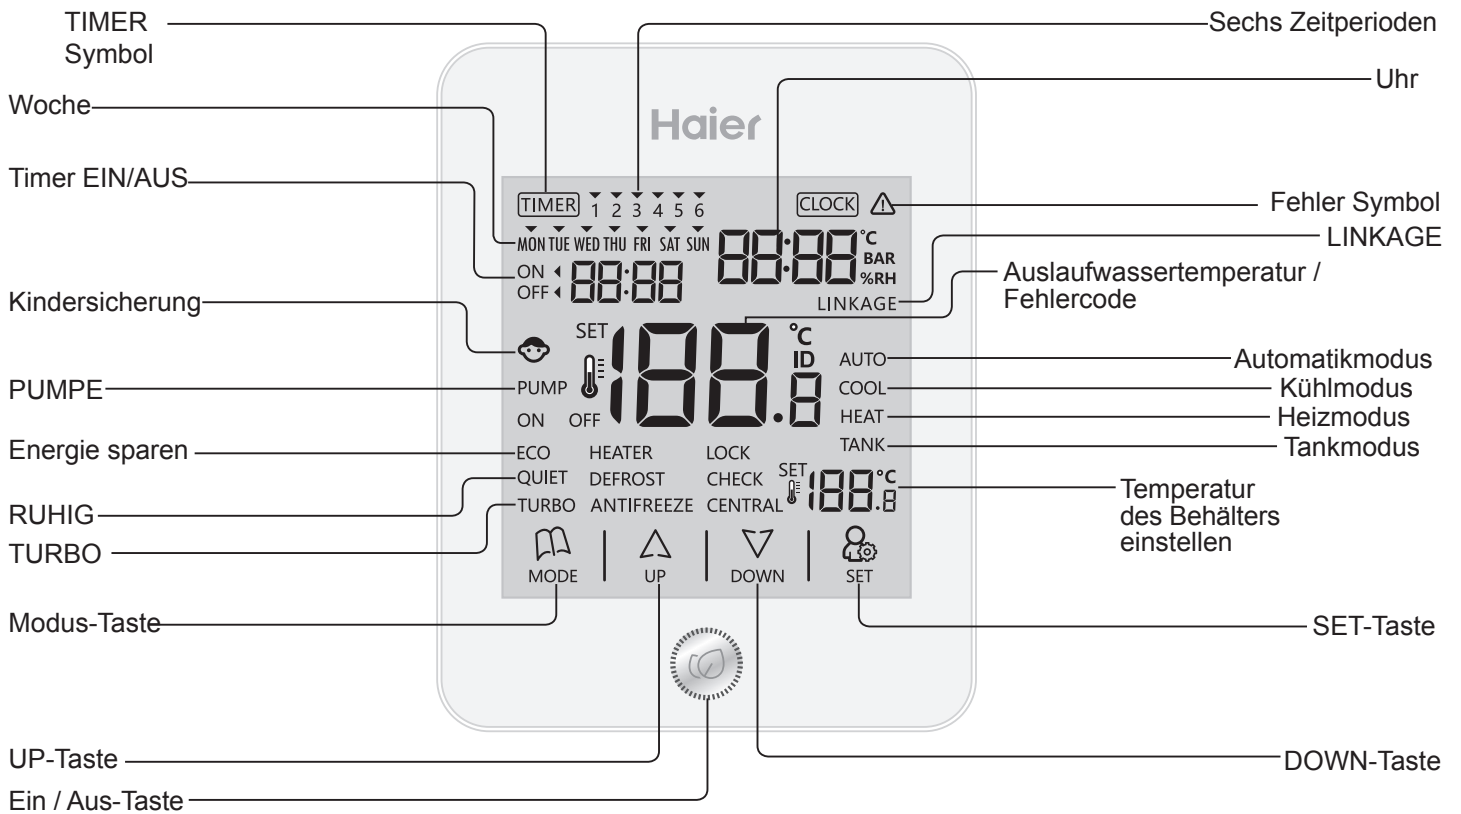 TIMER
Symbol
Sechs Zeitperioden
Uhr
Woche
Haier
Timer EIN/AUS
TIMER 1 2 3 4 5 6
CLOCK
Fehler Symbol
MON TUE WED THU FRI SAT SUN
88:88 °C
BAR
%RH
LINKAGE
ON
OFF
88:88
LINKAGE
Auslaufwassertemperatur /
Fehlercode
Kindersicherung
SET
188.8 °C
ID
AUTO
Automatikmodus
PUMPE
PUMP
COOL
Kühlmodus
ON OFF
HEAT
Heizmodus
TANK
Tankmodus
Energie sparen
ECO HEATER LOCK
QUIET DEFROST CHECK
TURBO ANTIFREEZE CENTRAL
SET
188.8 °C
Temperatur
des Behälters
einstellen
RUHIG
TURBO
MODE UP DOWN SET
Modus-Taste
SET-Taste
UP-Taste
DOWN-Taste
Ein / Aus-Taste